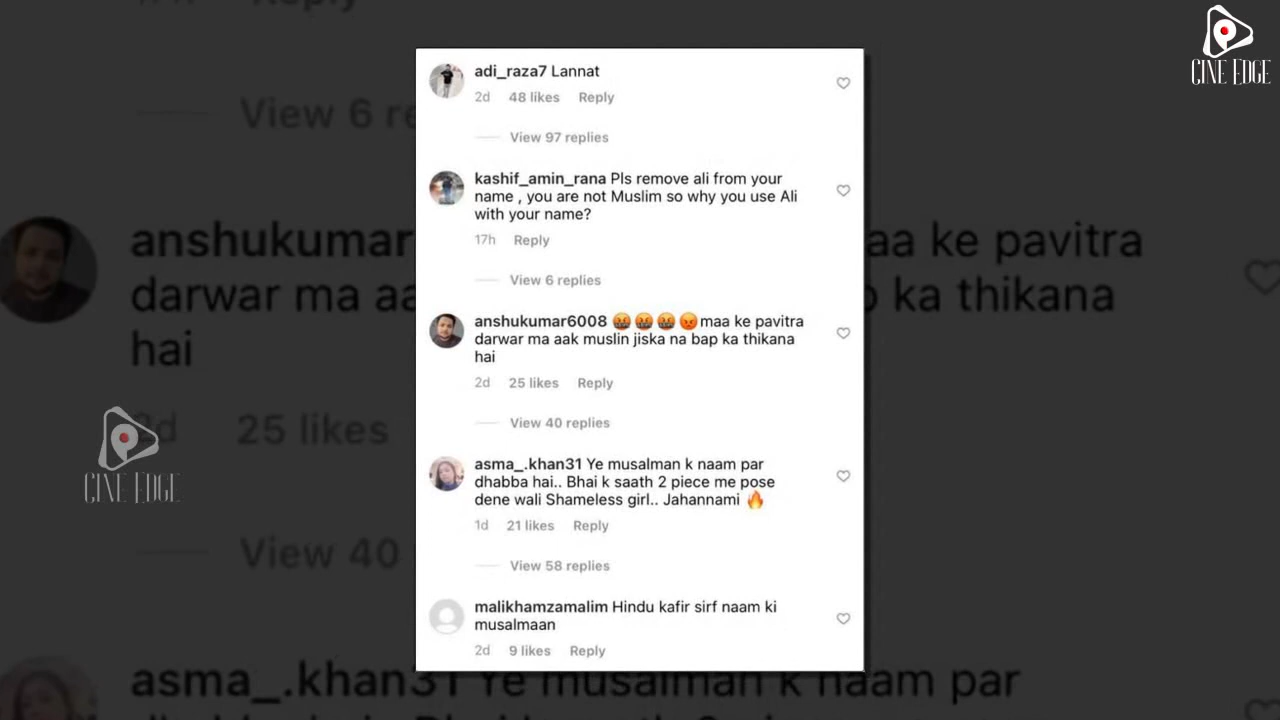 CINE EDGE
adi_raza7 Lannat
2d 48 likes Reply
View 97 replies
kashif_amin_rana Pls remove ali from your
name , you are not Muslim so why you use Ali
with your name?
17h Reply
View 6 replies
anshukumar6008 🤬🤬🤬😡maa ke pavitra
darwar ma aak muslin jiska na bap ka thikana
hai
2d 25 likes Reply
View 40 replies
asma_.khan31 Ye musalman k naam par
dhabba hai.. Bhai k saath 2 piece me pose
dene wali Shameless girl.. Jahannami 🔥
1d 21 likes Reply
View 58 replies
malikhamzamalim Hindu kafir sirf naam ki
musalmaan
2d 9 likes Reply
View 6 re
anshukumar aa ke pavitra
darwar ma aa ka thikana
hai
2d 25 likes
CINE EDGE
View 40
asma_.khan31 Ye musalman k naam par